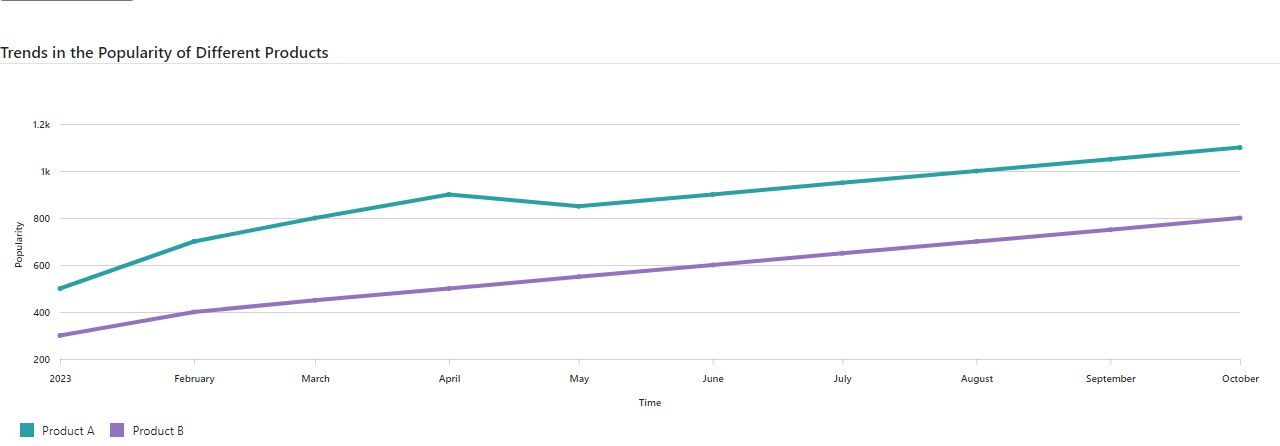 Trends in the Popularity of Different Products
1.2k
1k
800
600
400
200
Popularity
2023 February March April May June July August September October
Time
Product A Product B